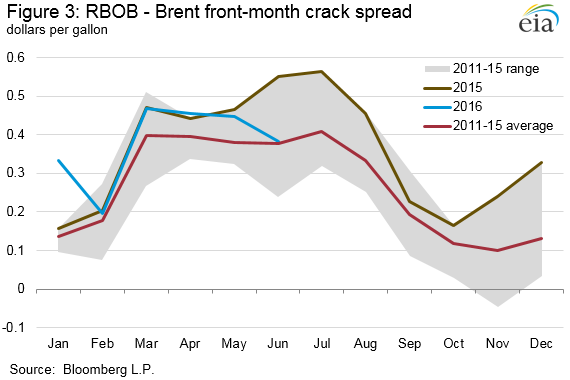 Figure 3: RBOB - Brent front-month crack spread
dollars per gallon
eia
0.6
0.5
0.4
0.3
0.2
0.1
0
-0.1
2011-15 range
2015
2016
2011-15 average
Jan Feb Mar Apr May Jun Jul Aug Sep Oct Nov Dec
Source: Bloomberg L.P.